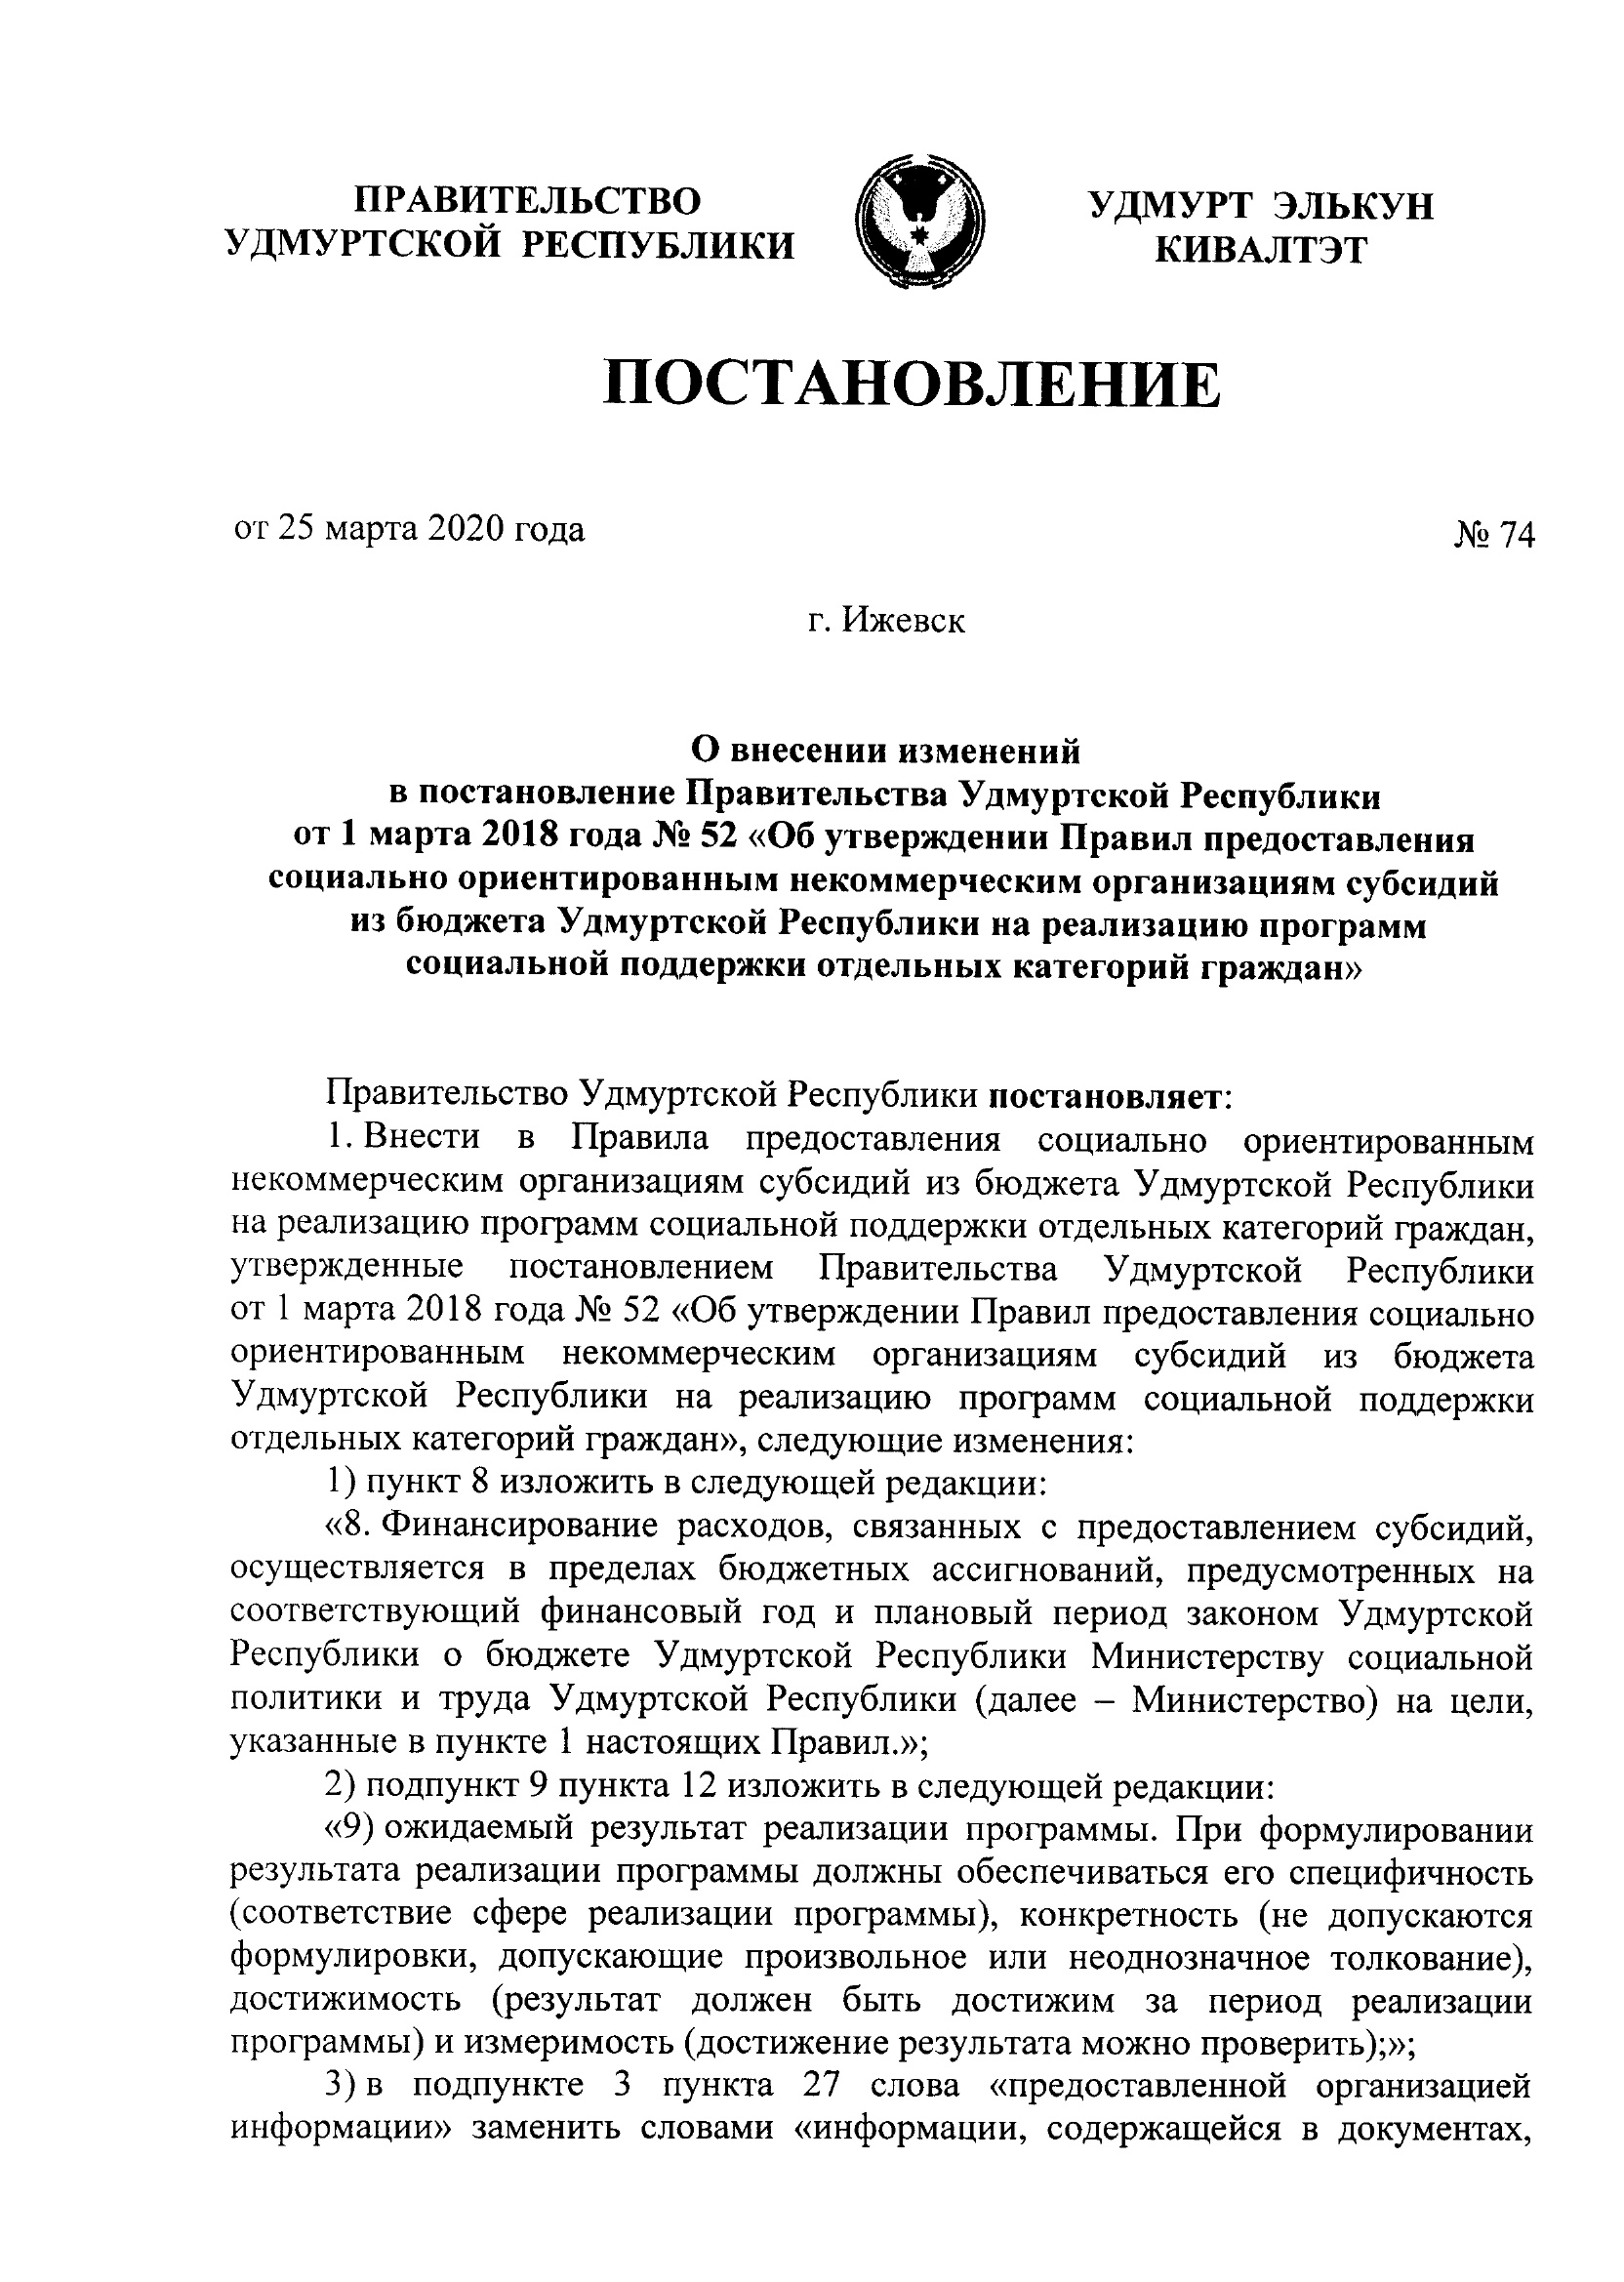 ПРАВИТЕЛЬСТВО
УДМУРТСКОЙ РЕСПУБЛИКИ
УДМУРТ ЭЛЬКУН
КИВАЛТЭТ
ПОСТАНОВЛЕНИЕ
от 25 марта 2020 года
№ 74
г. Ижевск
О внесении изменений
в постановление Правительства Удмуртской Республики
от 1 марта 2018 года № 52 «Об утверждении Правил предоставления
социально ориентированным некоммерческим организациям субсидий
из бюджета Удмуртской Республики на реализацию программ
социальной поддержки отдельных категорий граждан»
Правительство Удмуртской Республики постановляет:
1. Внести в Правила предоставления социально ориентированным
некоммерческим организациям субсидий из бюджета Удмуртской Республики
на реализацию программ социальной поддержки отдельных категорий граждан,
утвержденные постановлением Правительства Удмуртской Республики
от 1 марта 2018 года № 52 «Об утверждении Правил предоставления социально
ориентированным некоммерческим организациям субсидий из бюджета
Удмуртской Республики на реализацию программ социальной поддержки
отдельных категорий граждан», следующие изменения:
1) пункт 8 изложить в следующей редакции:
«8. Финансирование расходов, связанных с предоставлением субсидий,
осуществляется в пределах бюджетных ассигнований, предусмотренных на
соответствующий финансовый год и плановый период законом Удмуртской
Республики о бюджете Удмуртской Республики Министерству социальной
политики и труда Удмуртской Республики (далее – Министерство) на цели,
указанные в пункте 1 настоящих Правил.»;
2) подпункт 9 пункта 12 изложить в следующей редакции:
«9) ожидаемый результат реализации программы. При формулировании
результата реализации программы должны обеспечиваться его специфичность
(соответствие сфере реализации программы), конкретность (не допускаются
формулировки, допускающие произвольное или неоднозначное толкование),
достижимость (результат должен быть достижим за период реализации
программы) и измеримость (достижение результата можно проверить);»;
3) в подпункте 3 пункта 27 слова «предоставленной организацией
информации» заменить словами «информации, содержащейся в документах,